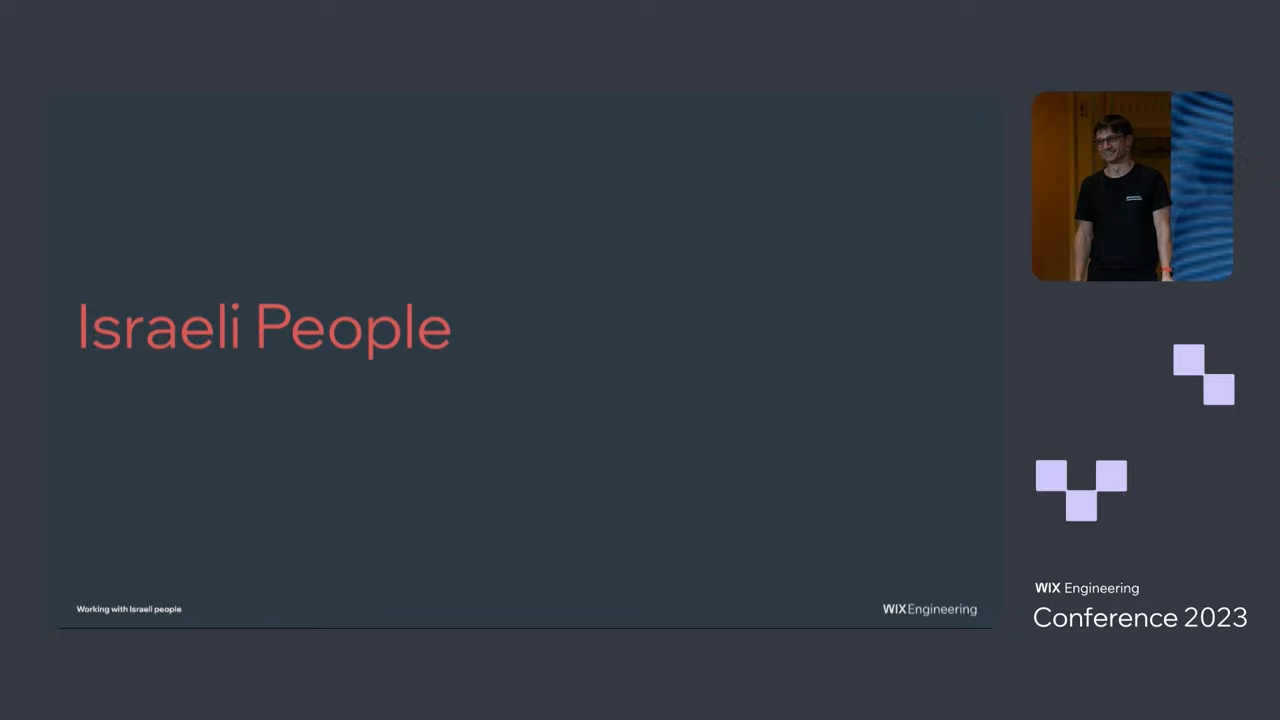 Israeli People
Working with Israeli people
WIX Engineering
WIX Engineering
Conference 2023